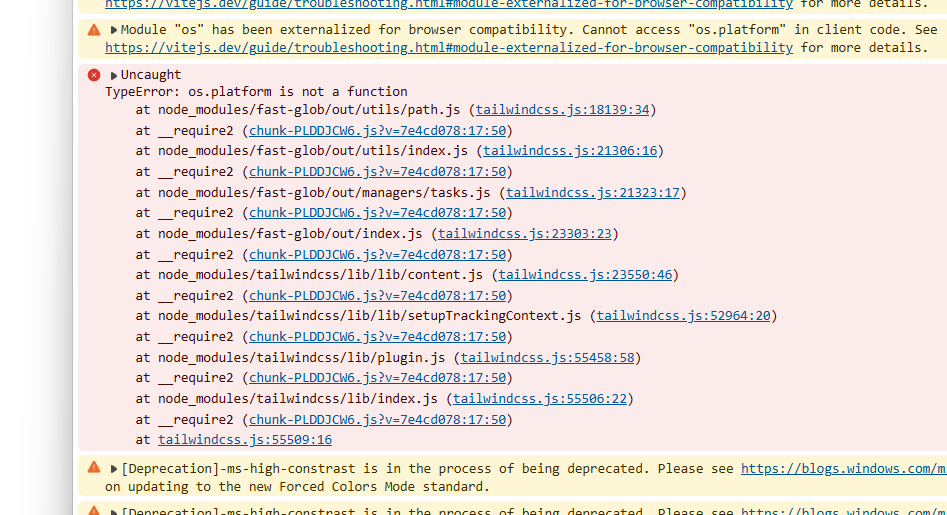 https://vitejs.dev/guide/troubleshooting.html#module-externalized-for-browser-compatibility for more details.
Module "os" has been externalized for browser compatibility. Cannot access "os.platform" in client code. See
https://vitejs.dev/guide/troubleshooting.html#module-externalized-for-browser-compatibility for more details.
Uncaught
TypeError: os.platform is not a function
at node_modules/fast-glob/out/utils/path.js (tailwindcss.js:18139:34)
at __require2 (chunk-PLDDJCW6.js?v=7e4cd078:17:50)
at node_modules/fast-glob/out/utils/index.js (tailwindcss.js:21306:16)
at __require2 (chunk-PLDDJCW6.js?v=7e4cd078:17:50)
at node_modules/fast-glob/out/managers/tasks.js (tailwindcss.js:21323:17)
at __require2 (chunk-PLDDJCW6.js?v=7e4cd078:17:50)
at node_modules/fast-glob/out/index.js (tailwindcss.js:23303:23)
at __require2 (chunk-PLDDJCW6.js?v=7e4cd078:17:50)
at node_modules/tailwindcss/lib/lib/content.js (tailwindcss.js:23550:46)
at __require2 (chunk-PLDDJCW6.js?v=7e4cd078:17:50)
at node_modules/tailwindcss/lib/lib/setupTrackingContext.js (tailwindcss.js:52964:20)
at __require2 (chunk-PLDDJCW6.js?v=7e4cd078:17:50)
at node_modules/tailwindcss/lib/plugin.js (tailwindcss.js:55458:58)
at __require2 (chunk-PLDDJCW6.js?v=7e4cd078:17:50)
at node_modules/tailwindcss/lib/index.js (tailwindcss.js:55506:22)
at __require2 (chunk-PLDDJCW6.js?v=7e4cd078:17:50)
at tailwindcss.js:55509:16
[Deprecation]-ms-high-constrast is in the process of being deprecated. Please see https://blogs.windows.com/m
on updating to the new Forced Colors Mode standard.
[Deprecation]-ms-high-constrast is in the process of being deprecated. Please see https://blogs.windows.com/m